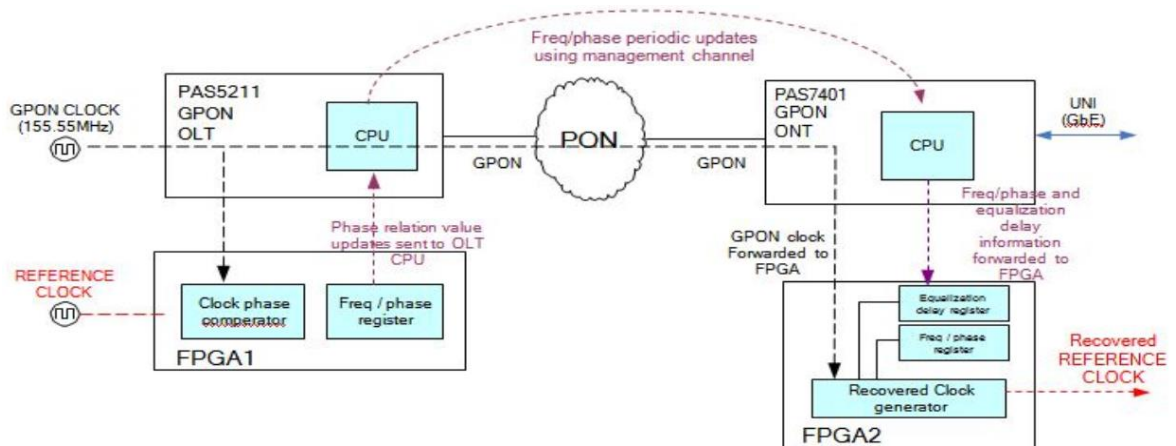 Freq/phase periodic updates
using management channel
PAS5211
GPON
OLT
CPU
GPON CLOCK
(155.55MHz)
GPON
PON
GPON
PAS7401
GPON
ONT
CPU
UNI
(GbE)
Phase relation value
updates sent to OLT
CPU
GPON clock
Forwarded to
FPGA
Freq/phase and
equalization
delay
information
forwarded to
FPGA
REFERENCE
CLOCK
Clock phase
comperator
Freq / phase
register
FPGA1
Equalization
delay register
Freq / phase
register
Recovered Clock
generator
FPGA2
Recovered
REFERENCE
CLOCK